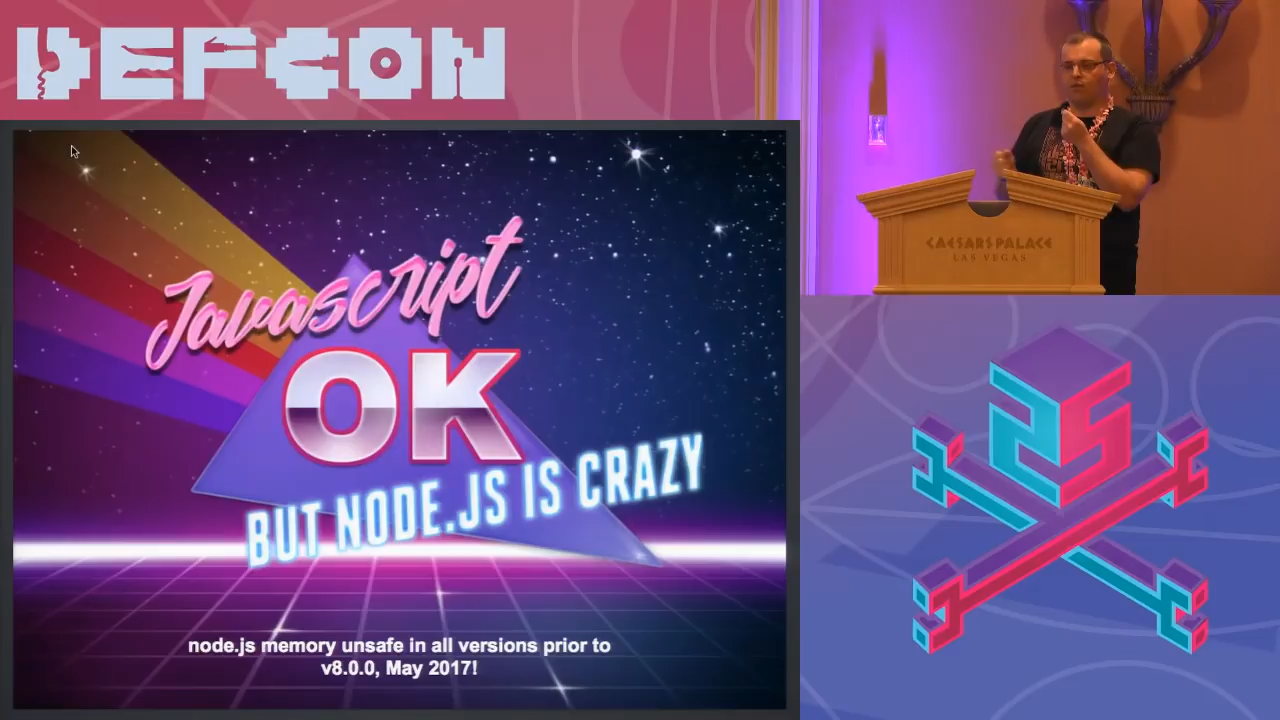 DEFCON
Javascript
OK
BUT NODE.JS IS CRAZY
node.js memory unsafe in all versions prior to
v8.0.0, May 2017!
CAESARS PALACE
LAS VEGAS
25